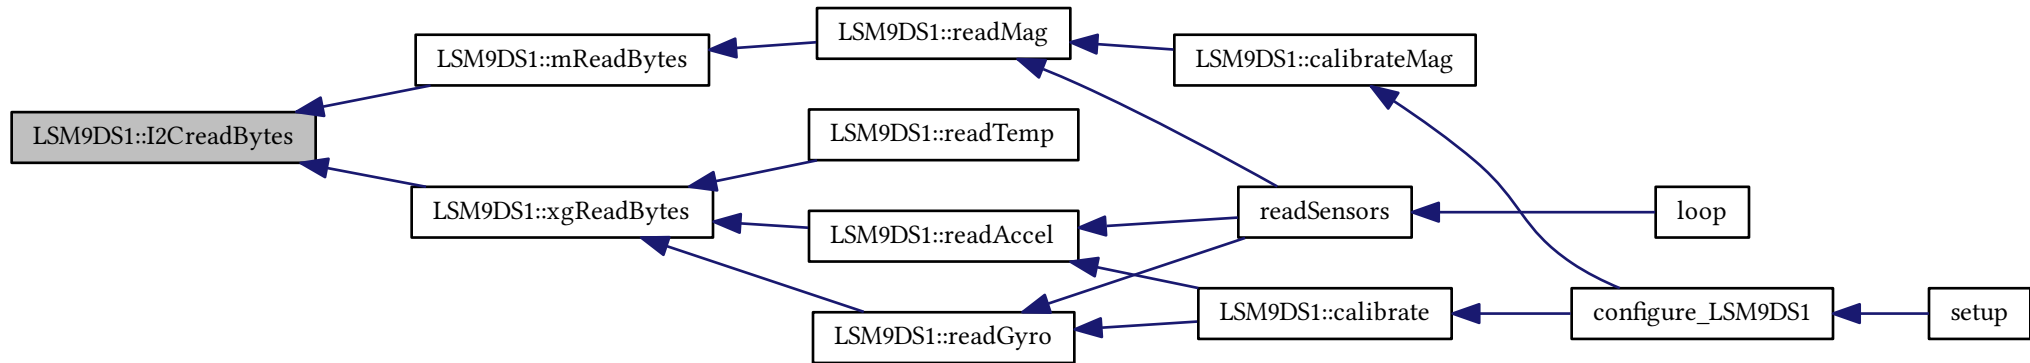 LSM9DS1::I2CreadBytes
LSM9DS1::mReadBytes
LSM9DS1::xgReadBytes
LSM9DS1::readMag
LSM9DS1::readTemp
LSM9DS1::readAccel
LSM9DS1::readGyro
LSM9DS1::calibrateMag
readSensors
LSM9DS1::calibrate
loop
configure_LSM9DS1
setup